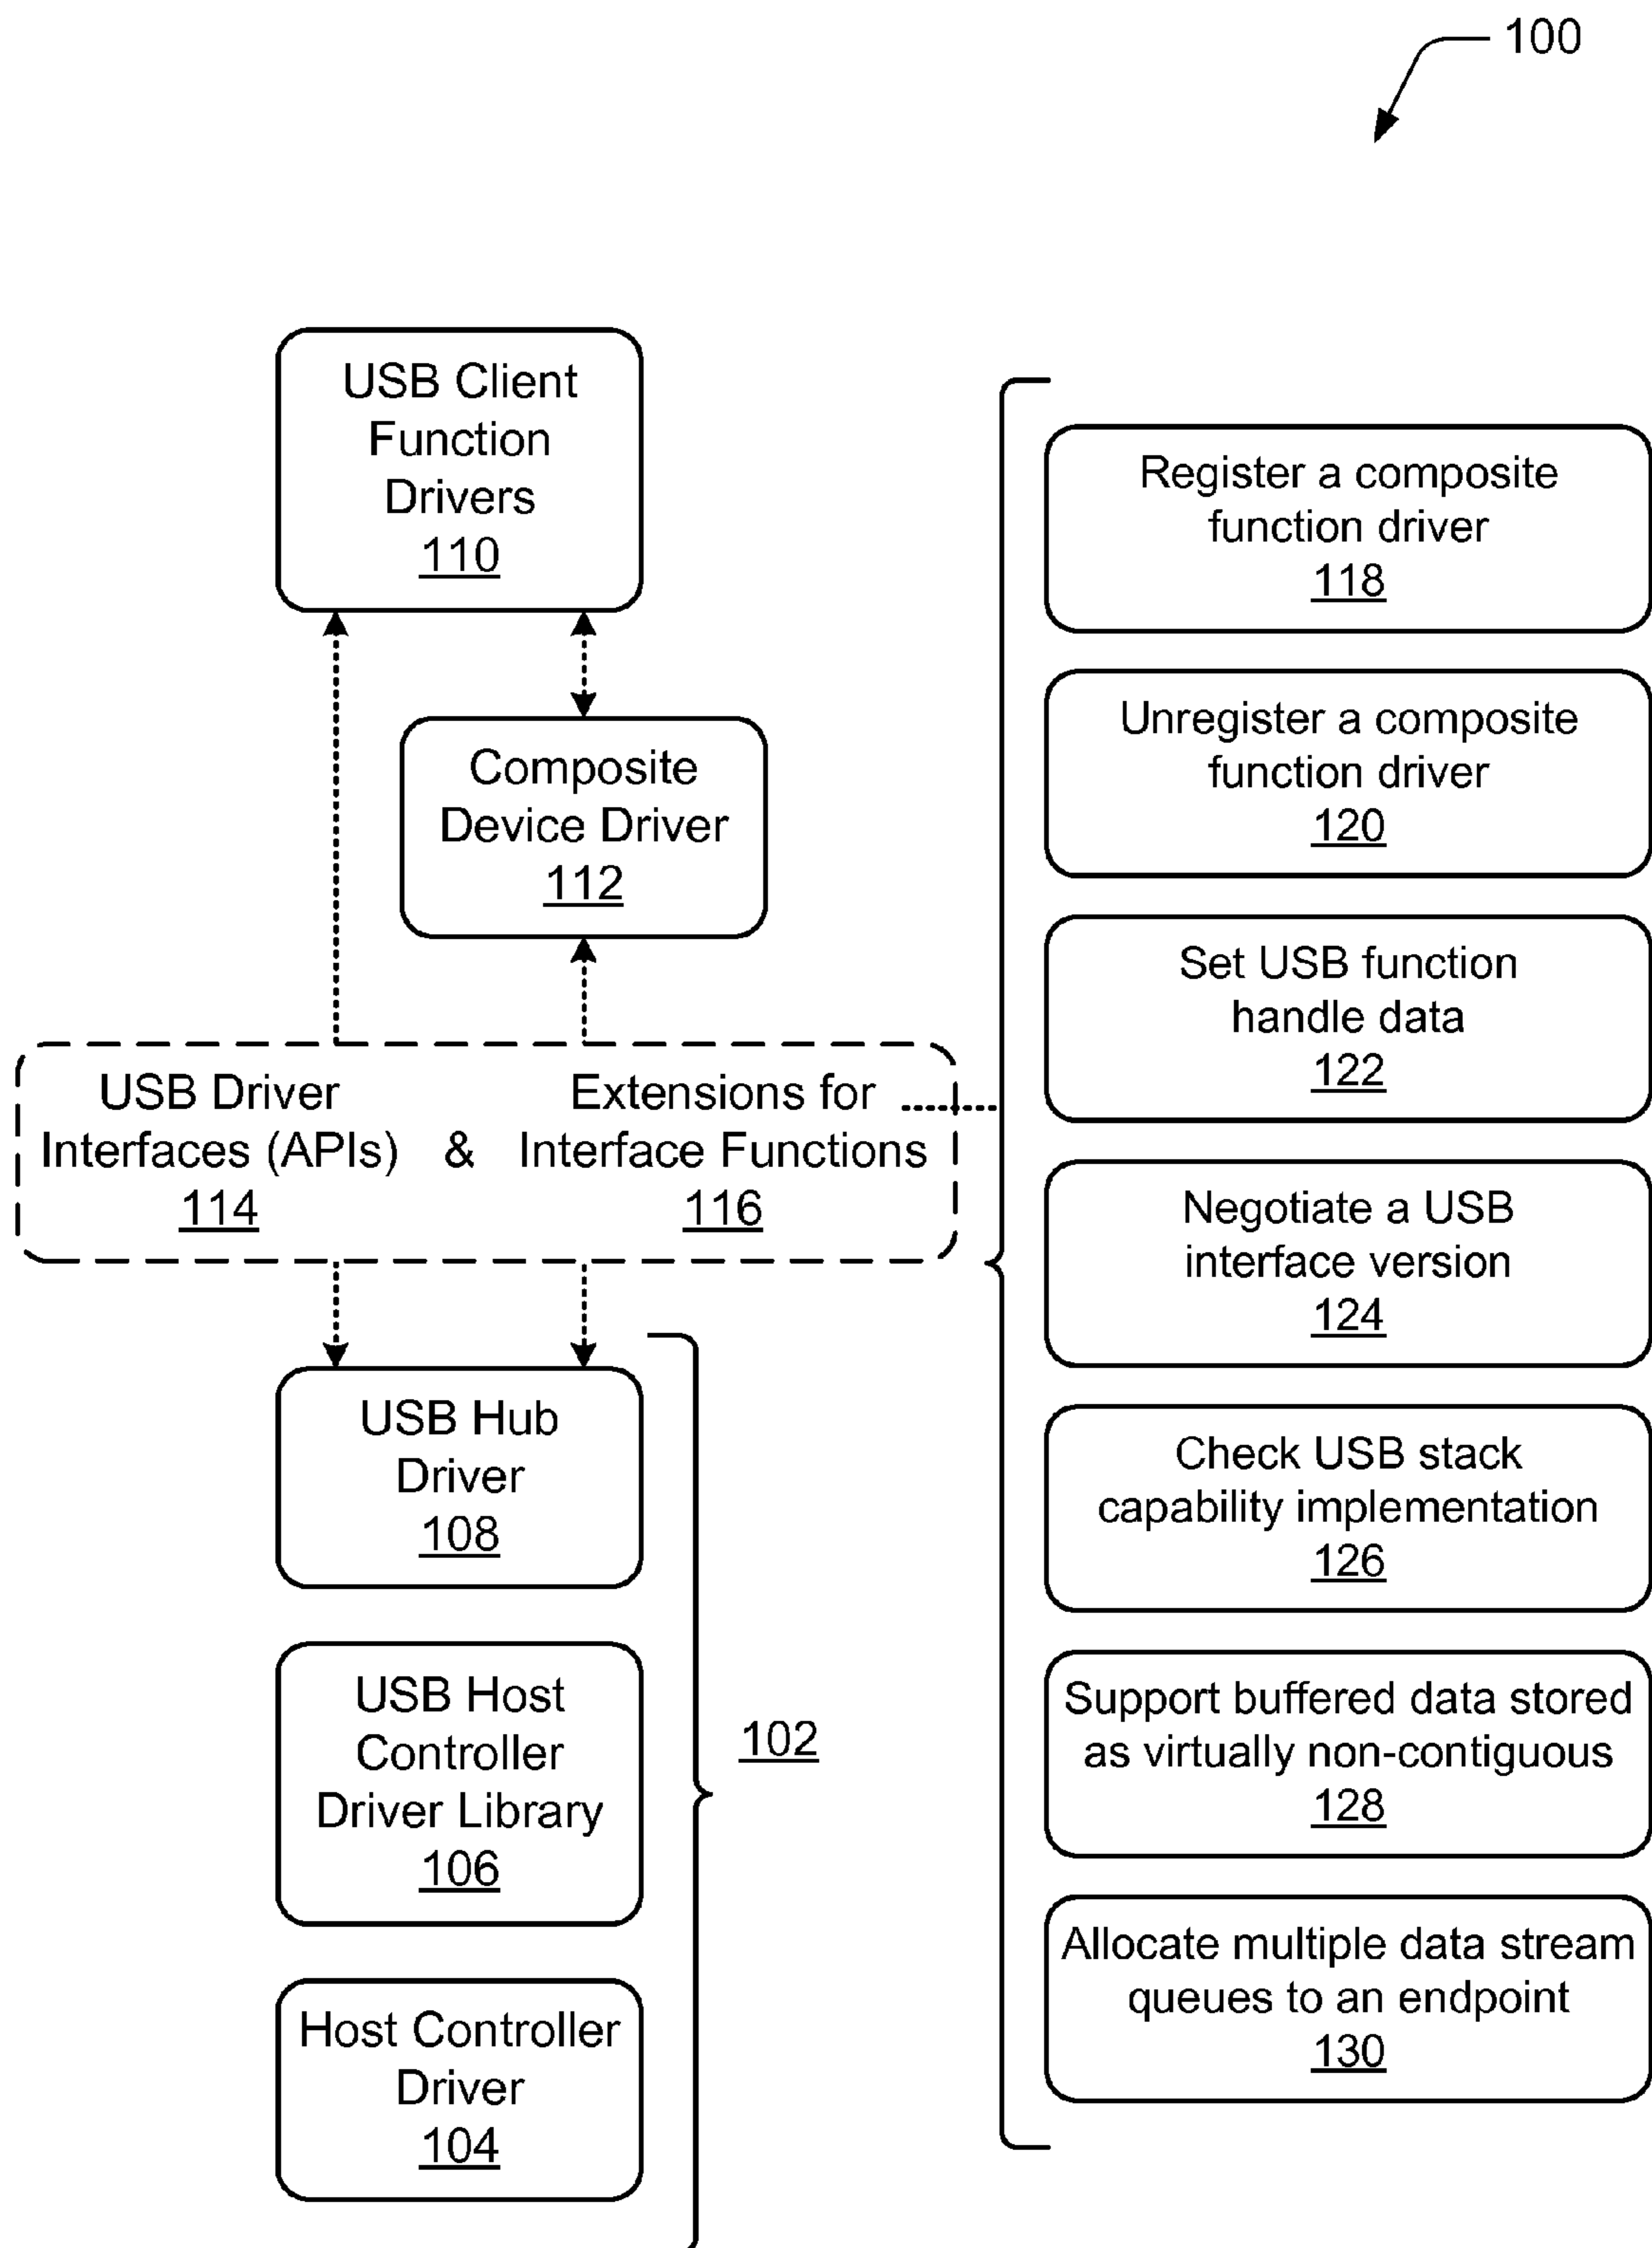 100
USB Client
Function
Drivers
110
Composite
Device Driver
112
USB Driver
Interfaces (APIs)
114
&
Extensions for
Interface Functions
116
USB Hub
Driver
108
USB Host
Controller
Driver Library
106
Host Controller
Driver
104
102
Register a composite
function driver
118
Unregister a composite
function driver
120
Set USB function
handle data
122
Negotiate a USB
interface version
124
Check USB stack
capability implementation
126
Support buffered data stored
as virtually non-contiguous
128
Allocate multiple data stream
queues to an endpoint
130